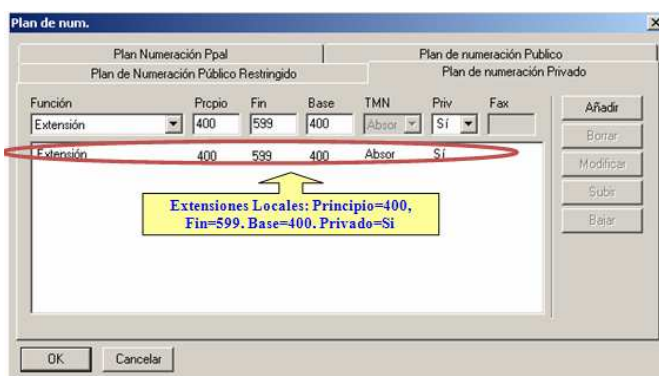 Plan de num.
Plan Numeración Ppal
Plan de numeración Publico
Plan de Numeración Público Restringido
Plan de numeración Privado
Función Prcpio Fin Base TMN Priv Fax
Extensión 400 599 400 Absor Sí
Extensión 400 599 400 Absor Sí
Añadir
Borrar
Modificar
Subir
Bajar
Extensiones Locales: Principio=400,
Fin=599. Base=400. Privado=Si
OK Cancelar